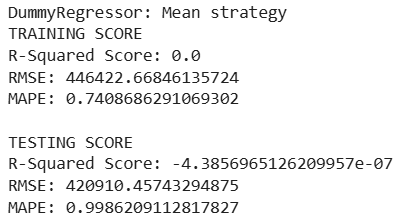 DummyRegressor: Mean strategy
TRAINING SCORE
R-Squared Score: 0.0
RMSE: 446422.66846135724
MAPE: 0.7408686291069302
TESTING SCORE
R-Squared Score: -4.3856965126209957e-07
RMSE: 420910.45743294875
MAPE: 0.9986209112817827